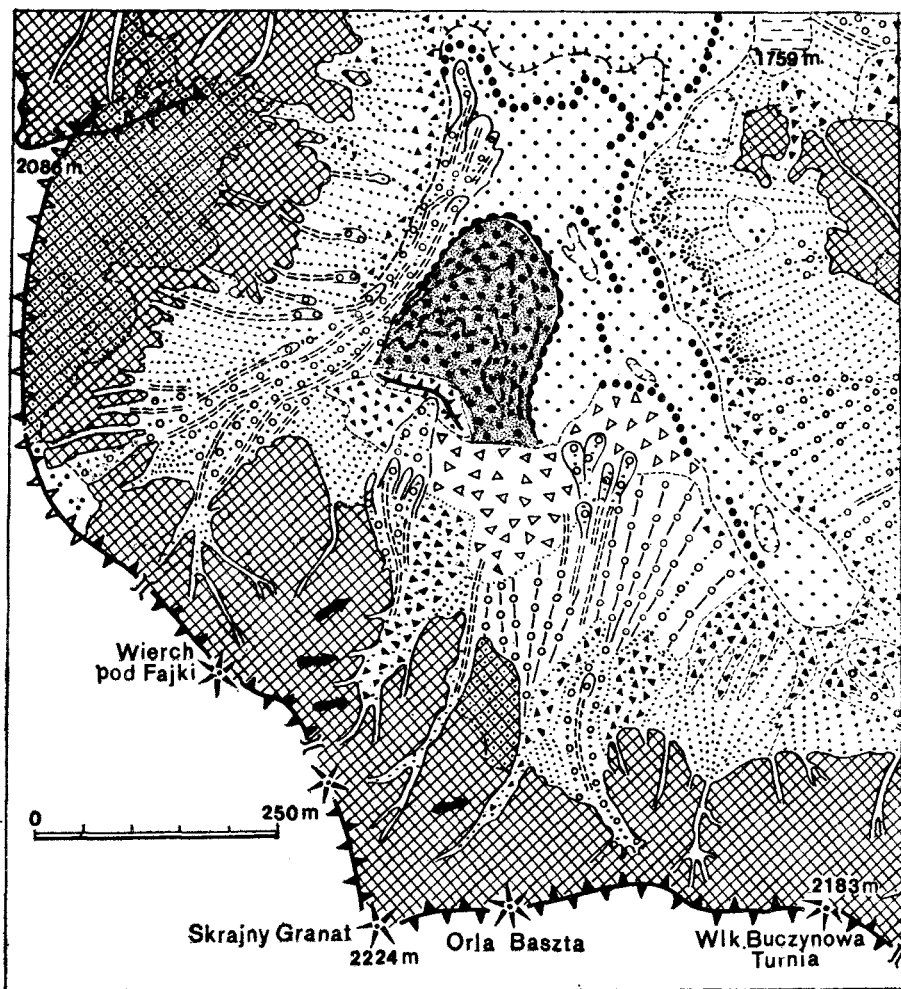 1759 m.
2086 m.
Wierch
pod Fajki
0
250 m
2183 m
Skrajny Granat
Orla Baszta
Wlk. Buczynowa
Turnia
2224 m